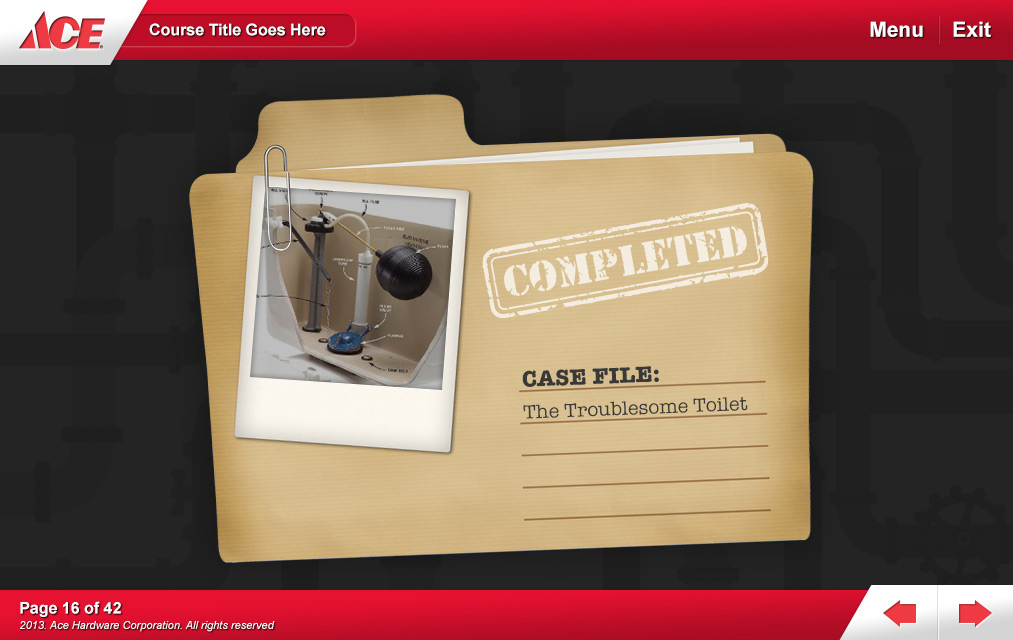 ACE
Course Title Goes Here
Menu
Exit
COMPLETED
CASE FILE:
The Troublesome Toilet
Page 16 of 42
2013. Ace Hardware Corporation. All rights reserved